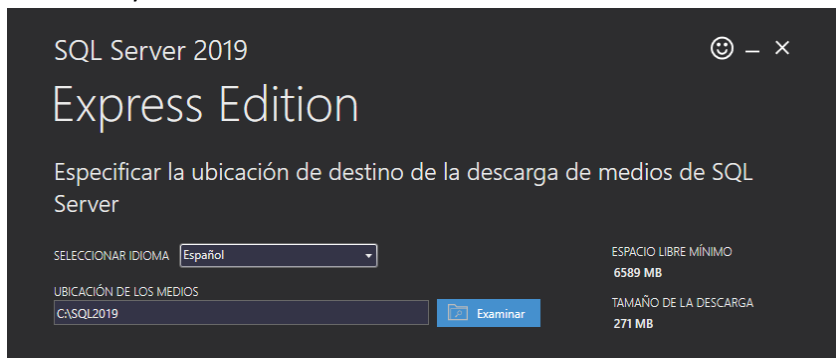 SQL Server 2019
Express Edition
Especificar la ubicación de destino de la descarga de medios de SQL
Server
SELECCIONAR IDIOMA Español
ESPACIO LIBRE MÍNIMO
6589 MB
UBICACIÓN DE LOS MEDIOS
C:\SQL2019 Examinar
TAMAÑO DE LA DESCARGA
271 MB